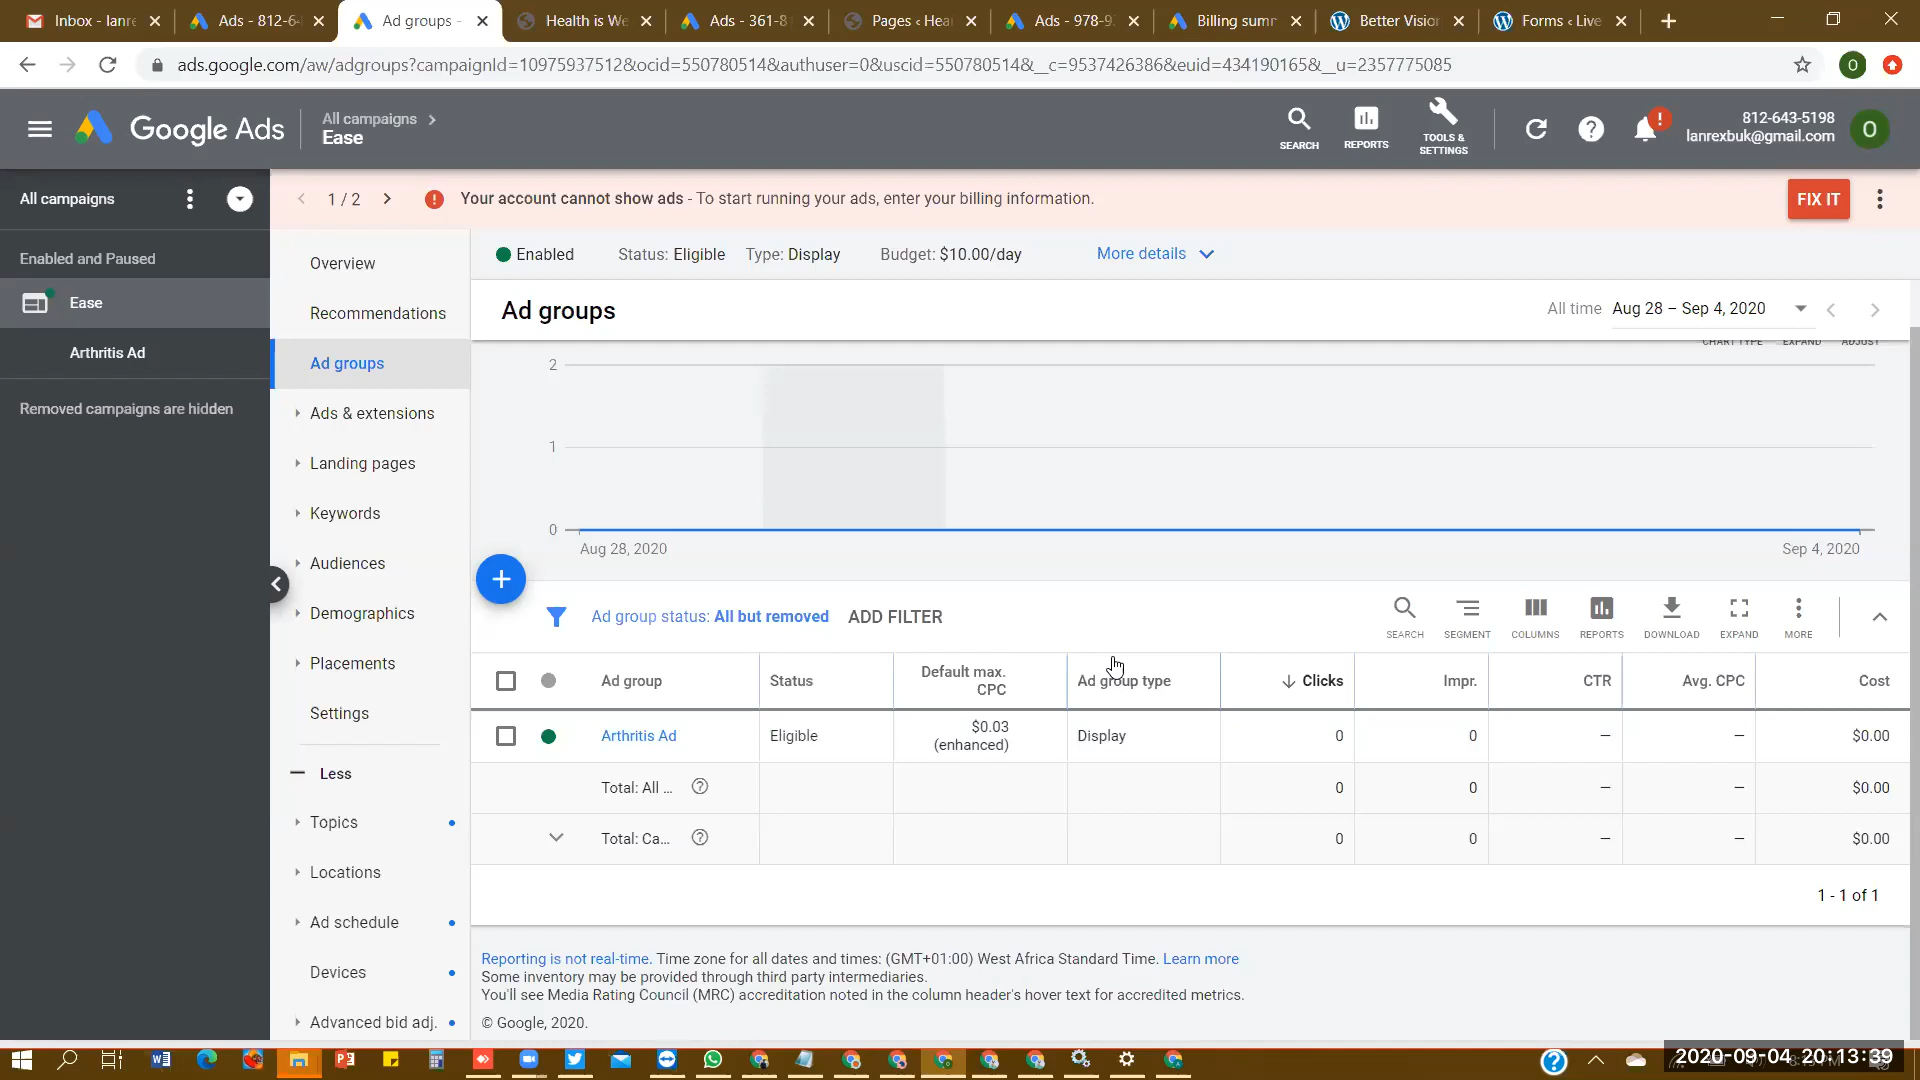 Inbox - lanre
Ads - 812-64
Ad groups -
Health is We
Ads - 361-8
Pages ‹ Hea
Ads - 978-9
Billing summ
Better Vision
Forms ‹ Live
ads.google.com/aw/adgroups?campaignId=10975937512&ocid=550780514&authuser=0&uscid=550780514&__c=9537426386&euid=434190165&__u=2357775085
O
Google Ads
All campaigns
Ease
SEARCH
REPORTS
TOOLS &
SETTINGS
812-643-5198
lanrexbuk@gmail.com
O
All campaigns
1 / 2
Your account cannot show ads - To start running your ads, enter your billing information.
FIX IT
Enabled and Paused
Ease
Arthritis Ad
Removed campaigns are hidden
Overview
Recommendations
Ad groups
Ads & extensions
Landing pages
Keywords
Audiences
Demographics
Placements
Settings
Less
Topics
Locations
Ad schedule
Devices
Advanced bid adj.
Enabled
Status: Eligible
Type: Display
Budget: $10.00/day
More details
Ad groups
All time
Aug 28 – Sep 4, 2020
CHART TYPE
EXPAND
ADJUST
2
1
0
Aug 28, 2020
Sep 4, 2020
Ad group status: All but removed
ADD FILTER
SEARCH
SEGMENT
COLUMNS
REPORTS
DOWNLOAD
EXPAND
MORE
Ad group
Status
Default max.
CPC
Ad group type
Clicks
Impr.
CTR
Avg. CPC
Cost
Arthritis Ad
Eligible
$0.03
(enhanced)
Display
0
0
–
–
$0.00
Total: All ...
0
0
–
–
$0.00
Total: Ca...
0
0
–
–
$0.00
1 - 1 of 1
Reporting is not real-time. Time zone for all dates and times: (GMT+01:00) West Africa Standard Time. Learn more
Some inventory may be provided through third party intermediaries.
You'll see Media Rating Council (MRC) accreditation noted in the column header's hover text for accredited metrics.
© Google, 2020.
2020-09-04 20:13:39